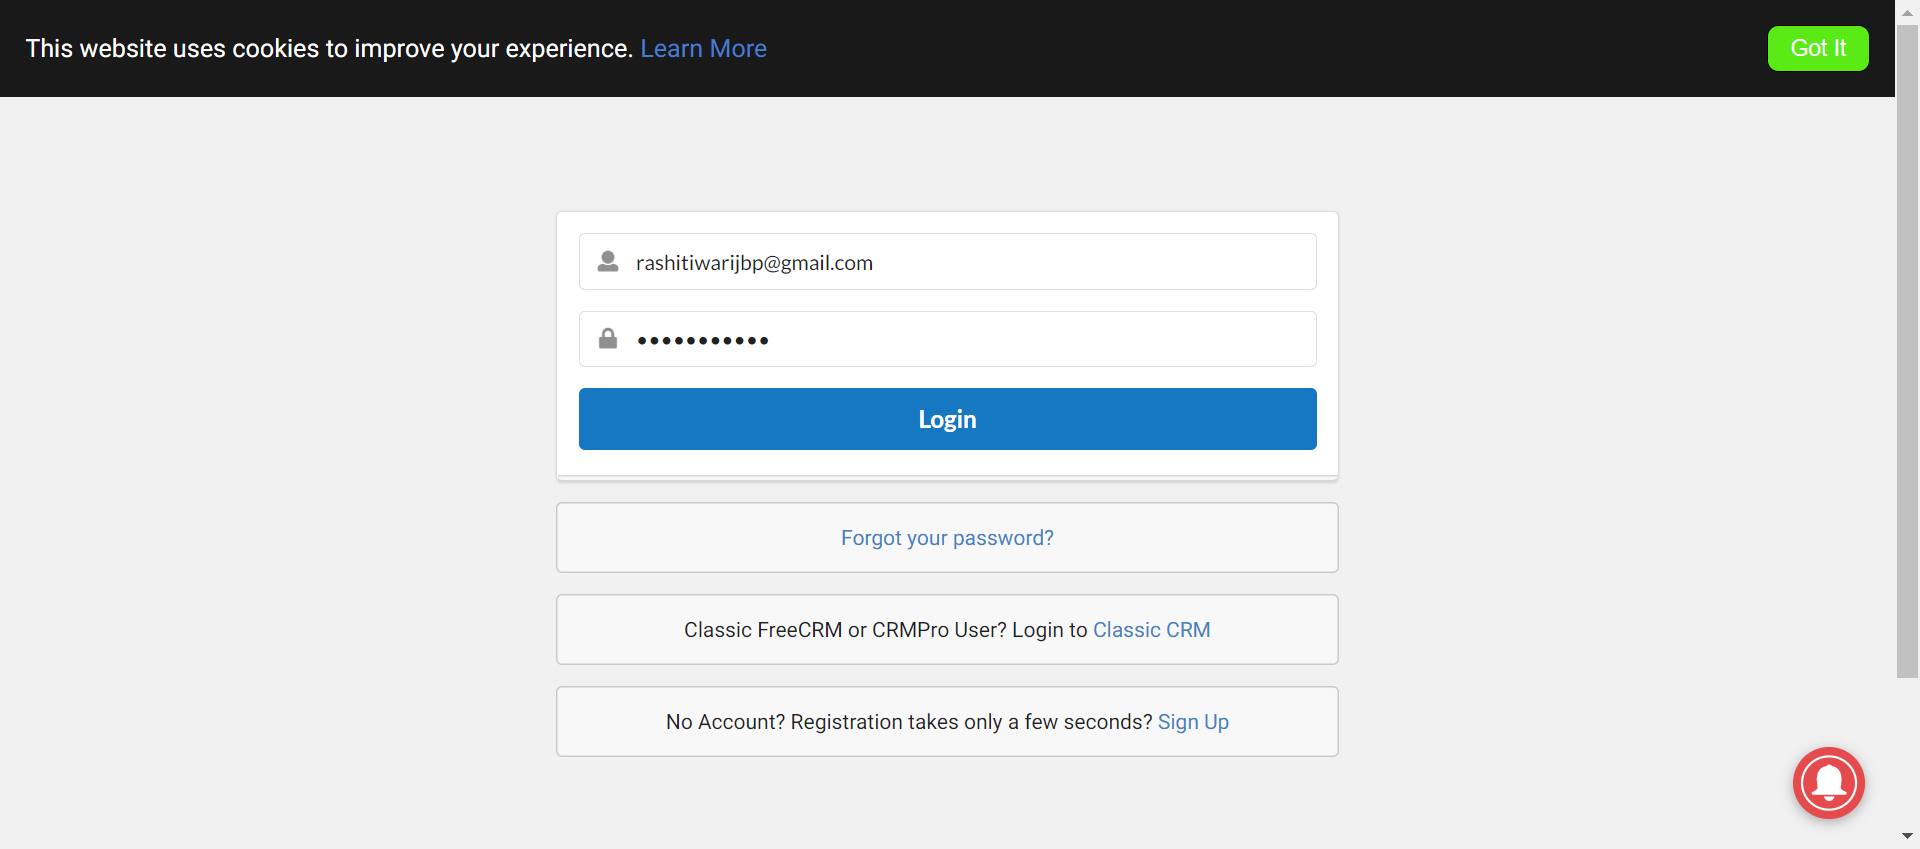 This website uses cookies to improve your experience. Learn More
Got It
rashitiwarijbp@gmail.com
•••••••••••
Login
Forgot your password?
Classic FreeCRM or CRMPro User? Login to Classic CRM
No Account? Registration takes only a few seconds? Sign Up